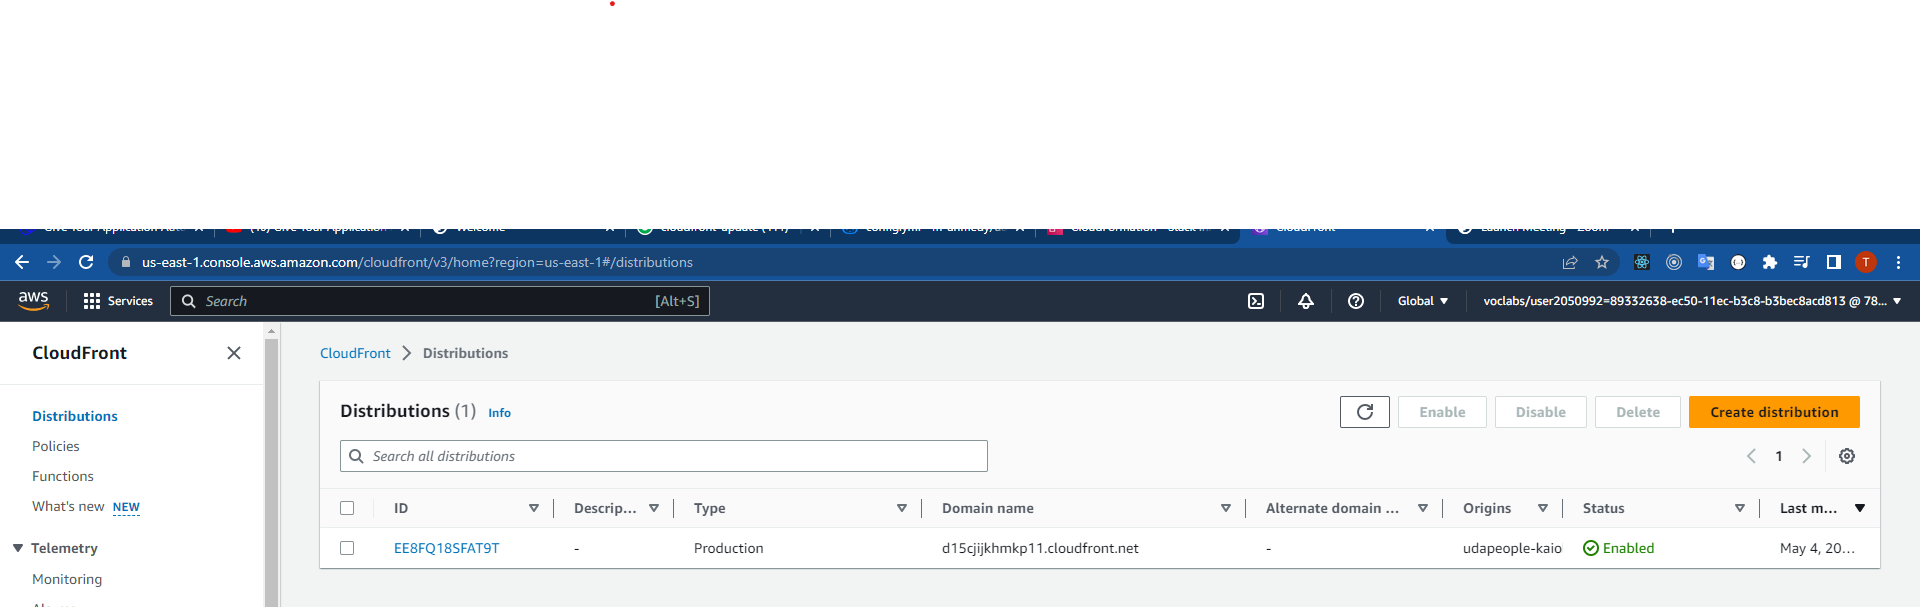 us-east-1.console.aws.amazon.com/cloudfront/v3/home?region=us-east-1#/distributions
T
aws Services Search [Alt+S] Global voclabs/user2050992=89332638-ec50-11ec-b3c8-b3bec8acd813 @ 78...
CloudFront
Distributions
Policies
Functions
What's new NEW
Telemetry
Monitoring
CloudFront Distributions
Distributions (1) Info
Enable Disable Delete Create distribution
Search all distributions
1
ID Descrip... Type Domain name Alternate domain ... Origins Status Last m...
EE8FQ18SFAT9T - Production d15cjijkhmkp11.cloudfront.net - udapeople-kaio Enabled May 4, 20...